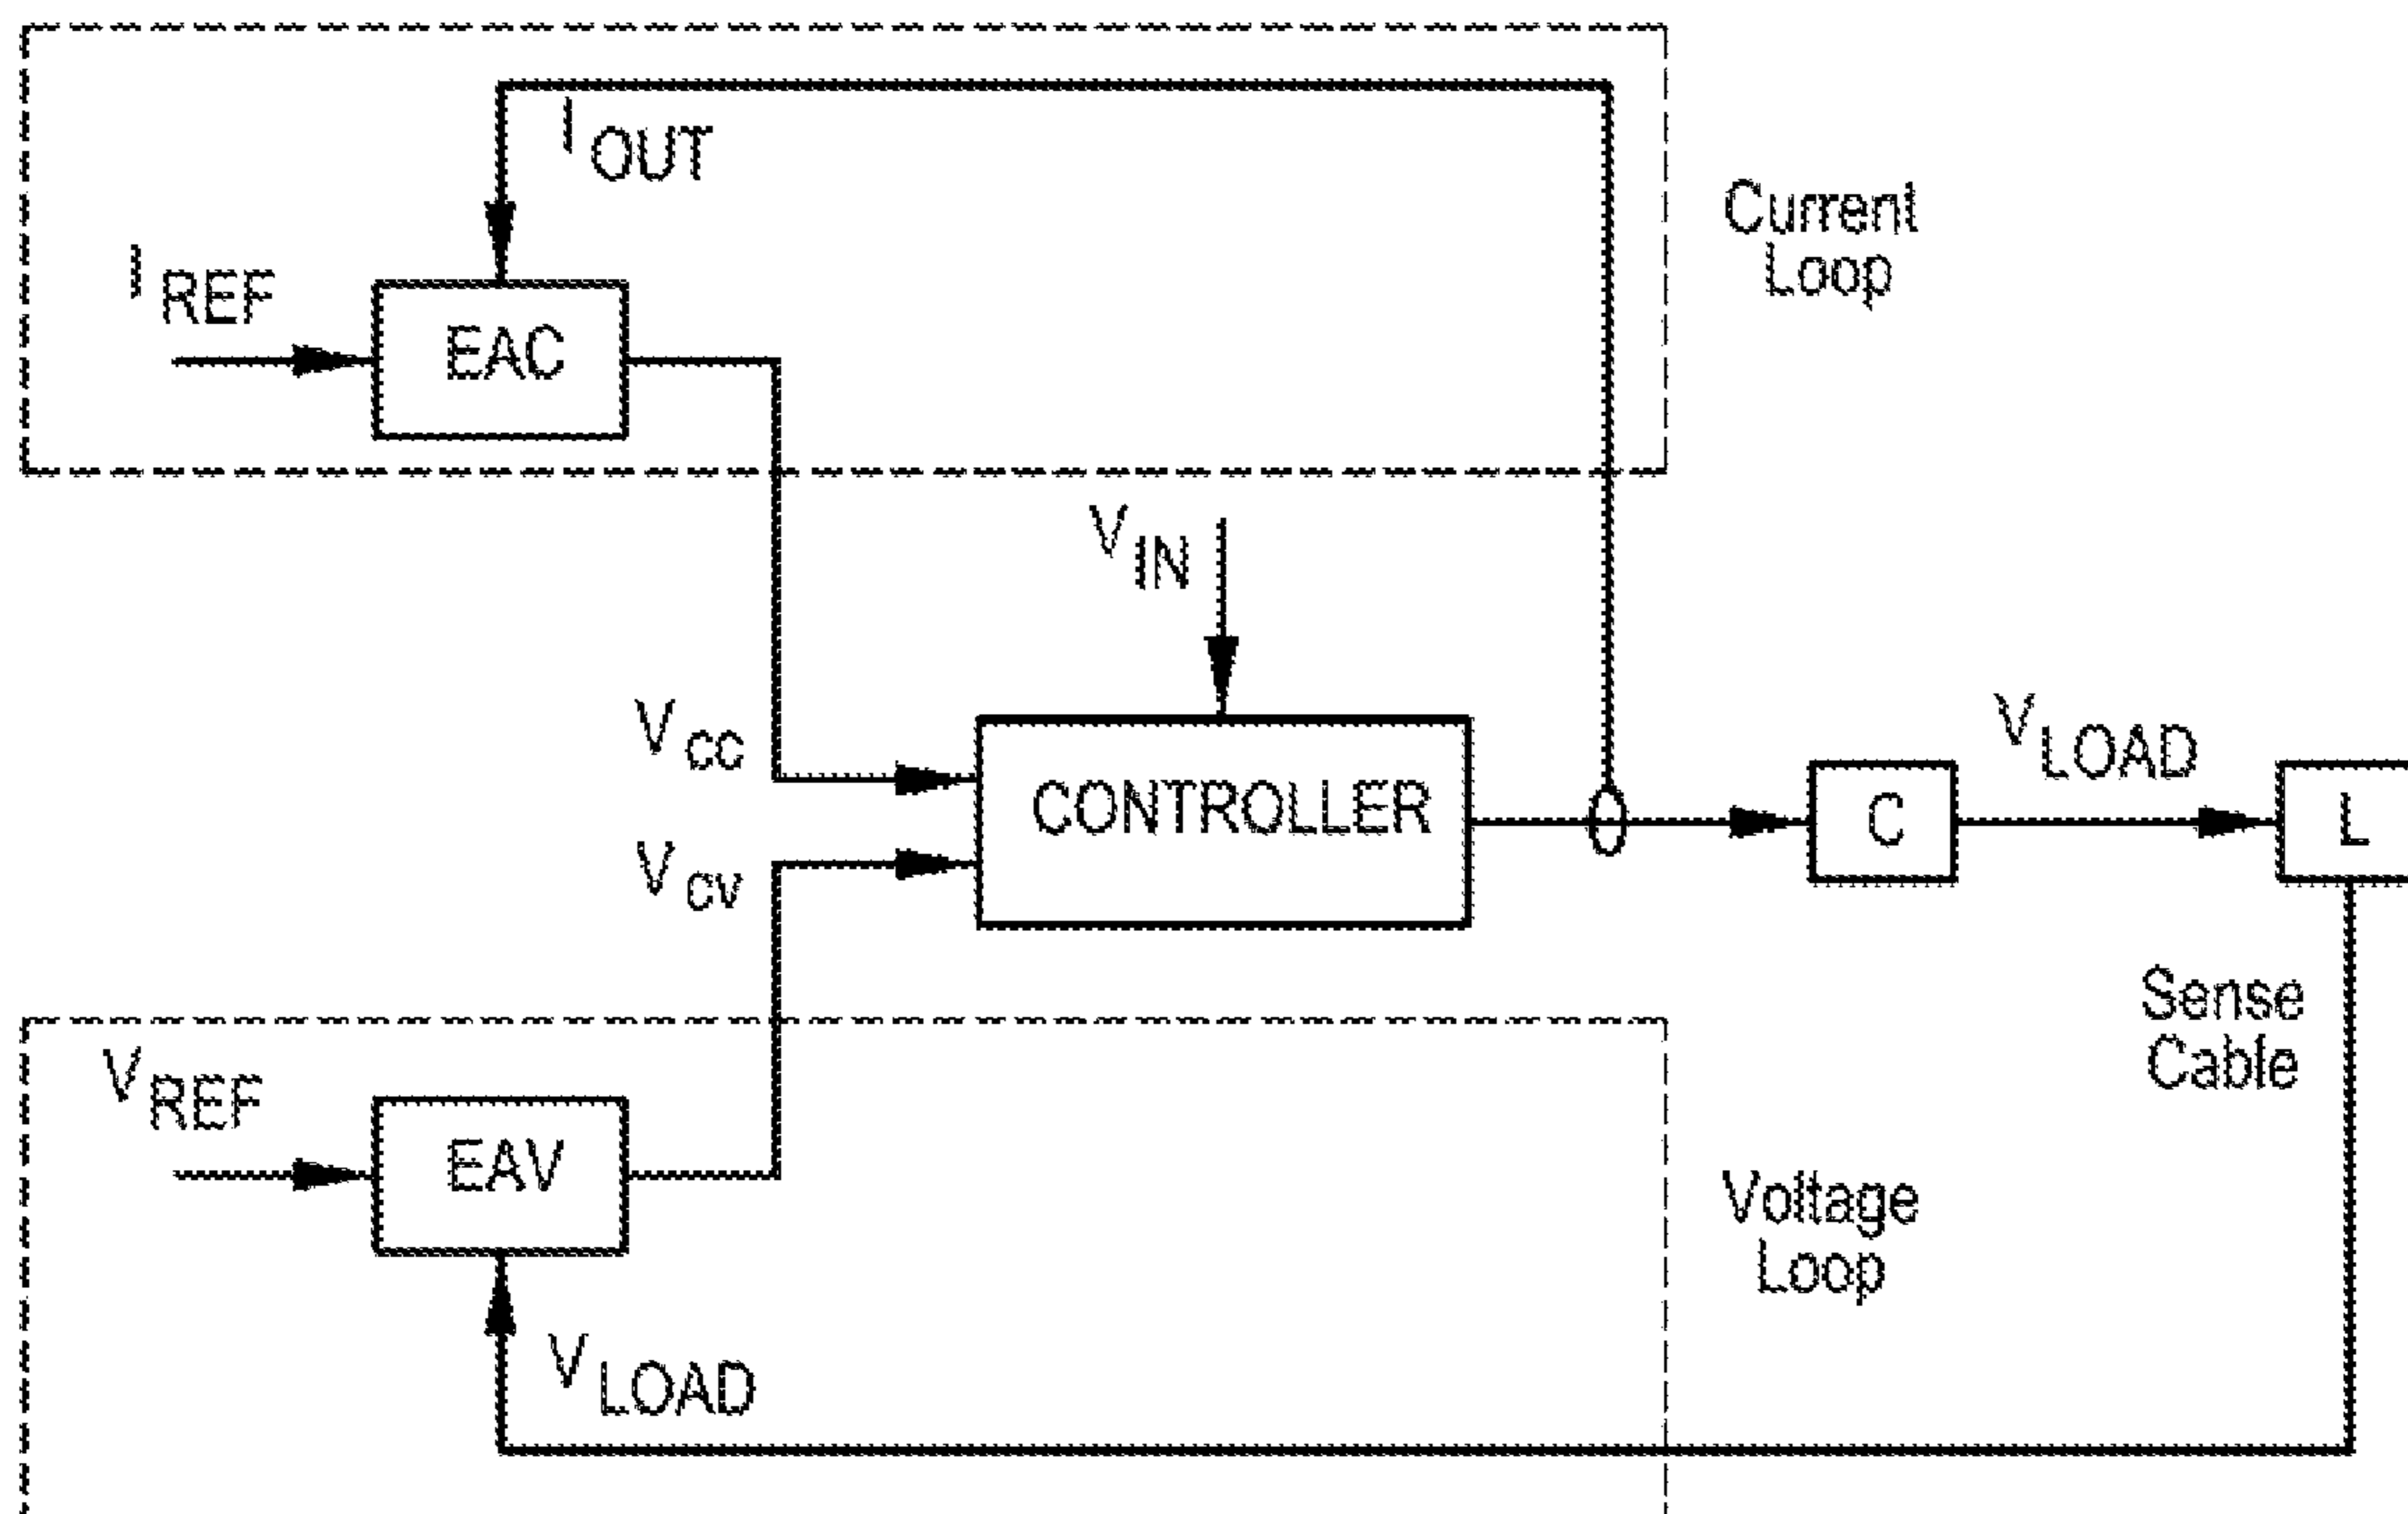 I OUT
Current
Loop
I REF
EAC
V IN
V CC
V LOAD
CONTROLLER
C
L
V CV
Sense
Cable
V REF
EAV
Voltage
Loop
V LOAD